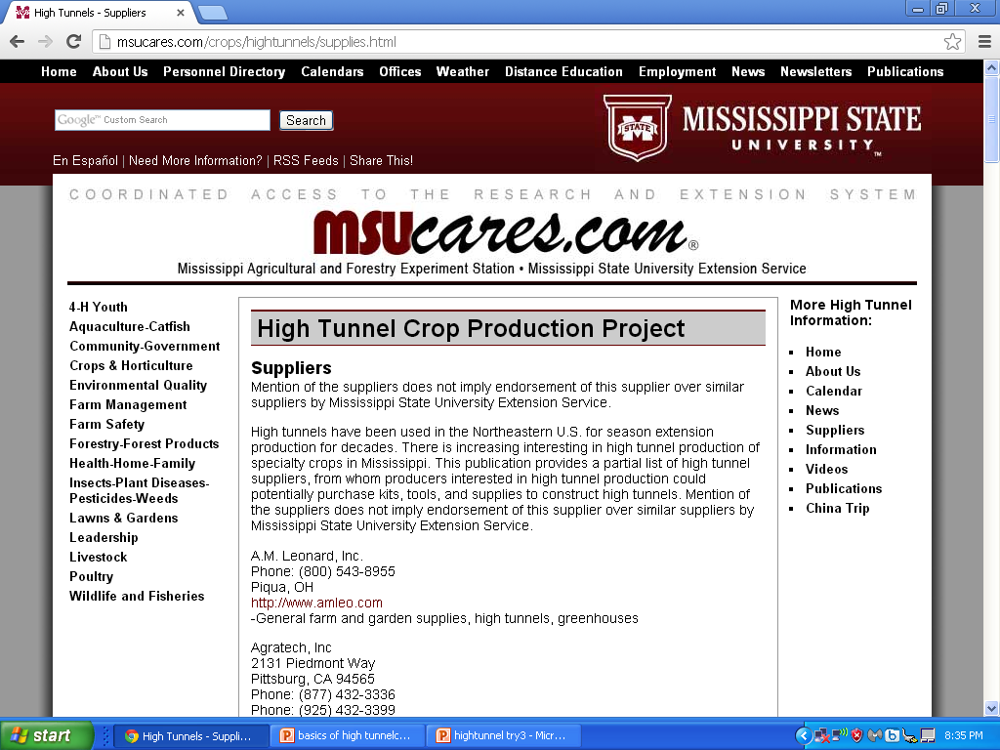 High Tunnels - Suppliers
msucares.com/crops/hightunnels/supplies.html
Home About Us Personnel Directory Calendars Offices Weather Distance Education Employment News Newsletters Publications
Google™ Custom Search
Search
En Español | Need More Information? | RSS Feeds | Share This!
STATE
MISSISSIPPI STATE
UNIVERSITY™
COORDINATED ACCESS TO THE RESEARCH AND EXTENSION SYSTEM
msucares.com®
Mississippi Agricultural and Forestry Experiment Station • Mississippi State University Extension Service
4-H Youth
Aquaculture-Catfish
Community-Government
Crops & Horticulture
Environmental Quality
Farm Management
Farm Safety
Forestry-Forest Products
Health-Home-Family
Insects-Plant Diseases-
Pesticides-Weeds
Lawns & Gardens
Leadership
Livestock
Poultry
Wildlife and Fisheries
High Tunnel Crop Production Project
Suppliers
Mention of the suppliers does not imply endorsement of this supplier over similar
suppliers by Mississippi State University Extension Service.
High tunnels have been used in the Northeastern U.S. for season extension
production for decades. There is increasing interesting in high tunnel production of
specialty crops in Mississippi. This publication provides a partial list of high tunnel
suppliers, from whom producers interested in high tunnel production could
potentially purchase kits, tools, and supplies to construct high tunnels. Mention of
the suppliers does not imply endorsement of this supplier over similar suppliers by
Mississippi State University Extension Service.
A.M. Leonard, Inc.
Phone: (800) 543-8955
Piqua, OH
http://www.amleo.com
-General farm and garden supplies, high tunnels, greenhouses
Agratech, Inc
2131 Piedmont Way
Pittsburg, CA 94565
Phone: (877) 432-3336
Phone: (925) 432-3399
More High Tunnel
Information:
Home
About Us
Calendar
News
Suppliers
Information
Videos
Publications
China Trip
start
High Tunnels - Suppli...
basics of high tunnelc...
hightunnel try3 - Micr...
8:35 PM